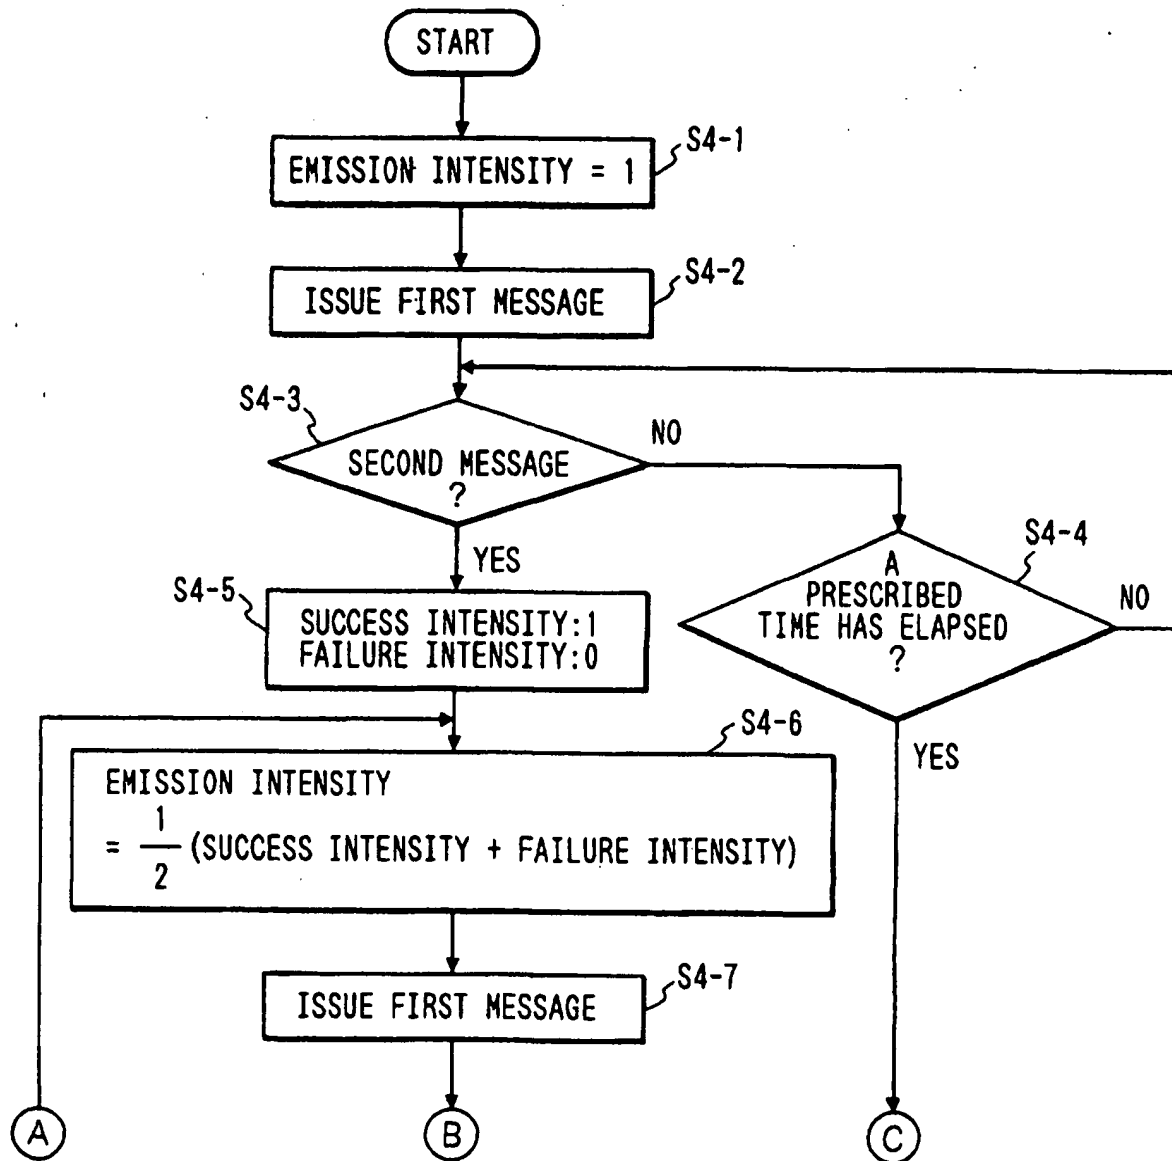 START
S4-1
EMISSION INTENSITY = 1
S4-2
ISSUE FIRST MESSAGE
S4-3
NO
SECOND MESSAGE
?
YES
S4-4
A
PRESCRIBED
TIME HAS ELAPSED
?
NO
YES
S4-5
SUCCESS INTENSITY:1
FAILURE INTENSITY:0
S4-6
EMISSION INTENSITY
= 1/2 (SUCCESS INTENSITY + FAILURE INTENSITY)
S4-7
ISSUE FIRST MESSAGE
A
B
C